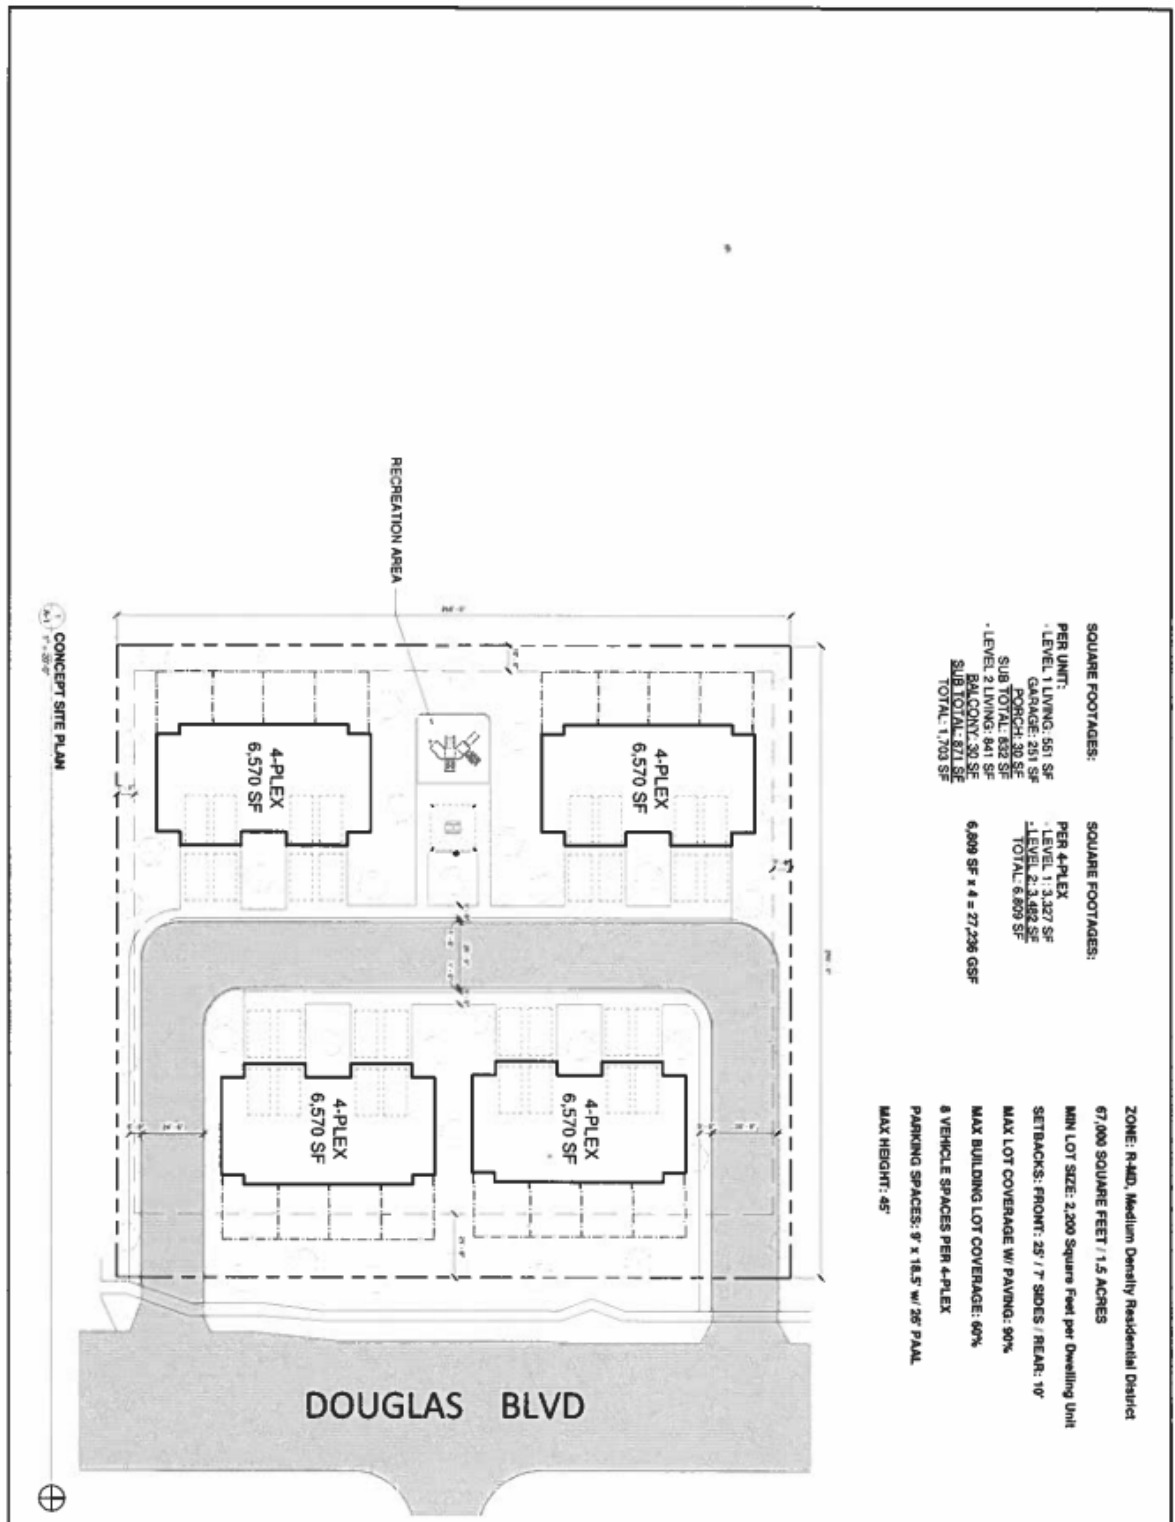 ZONE: R-MD, Medium Density Residential District
67,000 SQUARE FEET / 1.5 ACRES
MIN LOT SIZE: 2,200 Square Feet per Dwelling Unit
SETBACKS: FRONT: 25' / 7' SIDES / REAR: 10'
MAX LOT COVERAGE W/ PAVING: 90%
MAX BUILDING LOT COVERAGE: 60%
8 VEHICLE SPACES PER 4-PLEX
PARKING SPACES: 9' x 18.5' w/ 26' PAAL
MAX HEIGHT: 45'
SQUARE FOOTAGES:
PER UNIT:
- LEVEL 1 LIVING: 551 SF
GARAGE: 251 SF
PORCH: 30 SF
SUB TOTAL: 832 SF
- LEVEL 2 LIVING: 841 SF
BALCONY: 30 SF
SUB TOTAL: 871 SF
TOTAL: 1,703 SF
SQUARE FOOTAGES:
PER 4-PLEX
- LEVEL 1: 3,327 SF
- LEVEL 2: 3,482 SF
TOTAL: 6,809 SF
6,809 SF x 4 = 27,236 GSF
4-PLEX
6,570 SF
4-PLEX
6,570 SF
4-PLEX
6,570 SF
4-PLEX
6,570 SF
RECREATION AREA
DOUGLAS BLVD
CONCEPT SITE PLAN